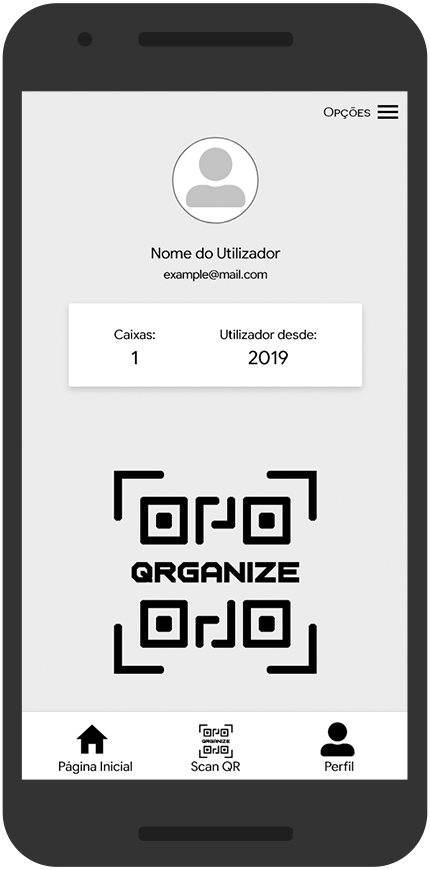 Opções
Nome do Utilizador
example@mail.com
Caixas: Utilizador desde:
1 2019
QRGANIZE
QRGANIZE
Página Inicial Scan QR Perfil